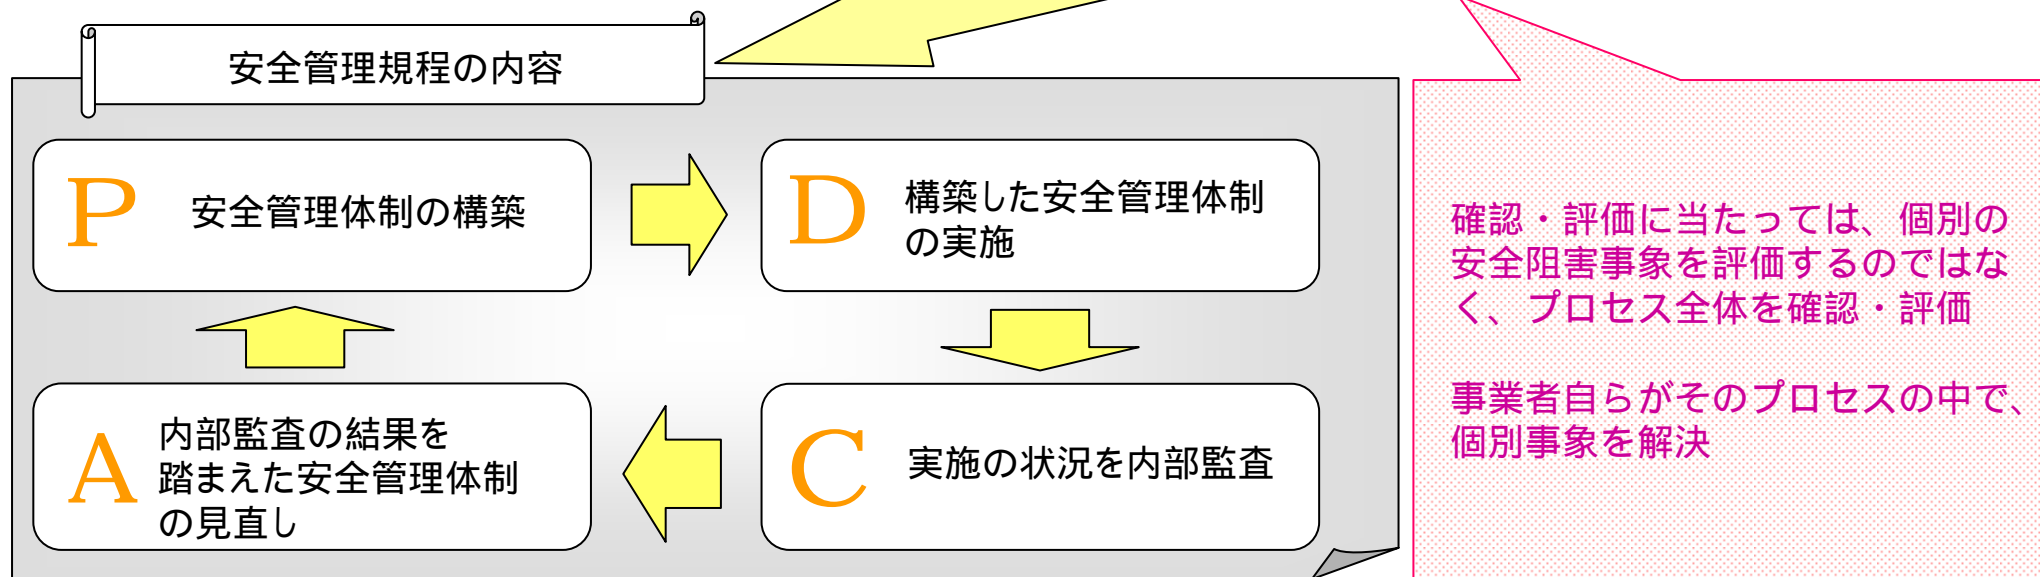 安全管理規程の内容
P
安全管理体制の構築
D
構築した安全管理体制
の実施
A
内部監査の結果を
踏まえた安全管理体制
の見直し
C
実施の状況を内部監査
確認・評価に当たっては、個別の
安全阻害事象を評価するのではな
く、プロセス全体を確認・評価
事業者自らがそのプロセスの中で、
個別事象を解決